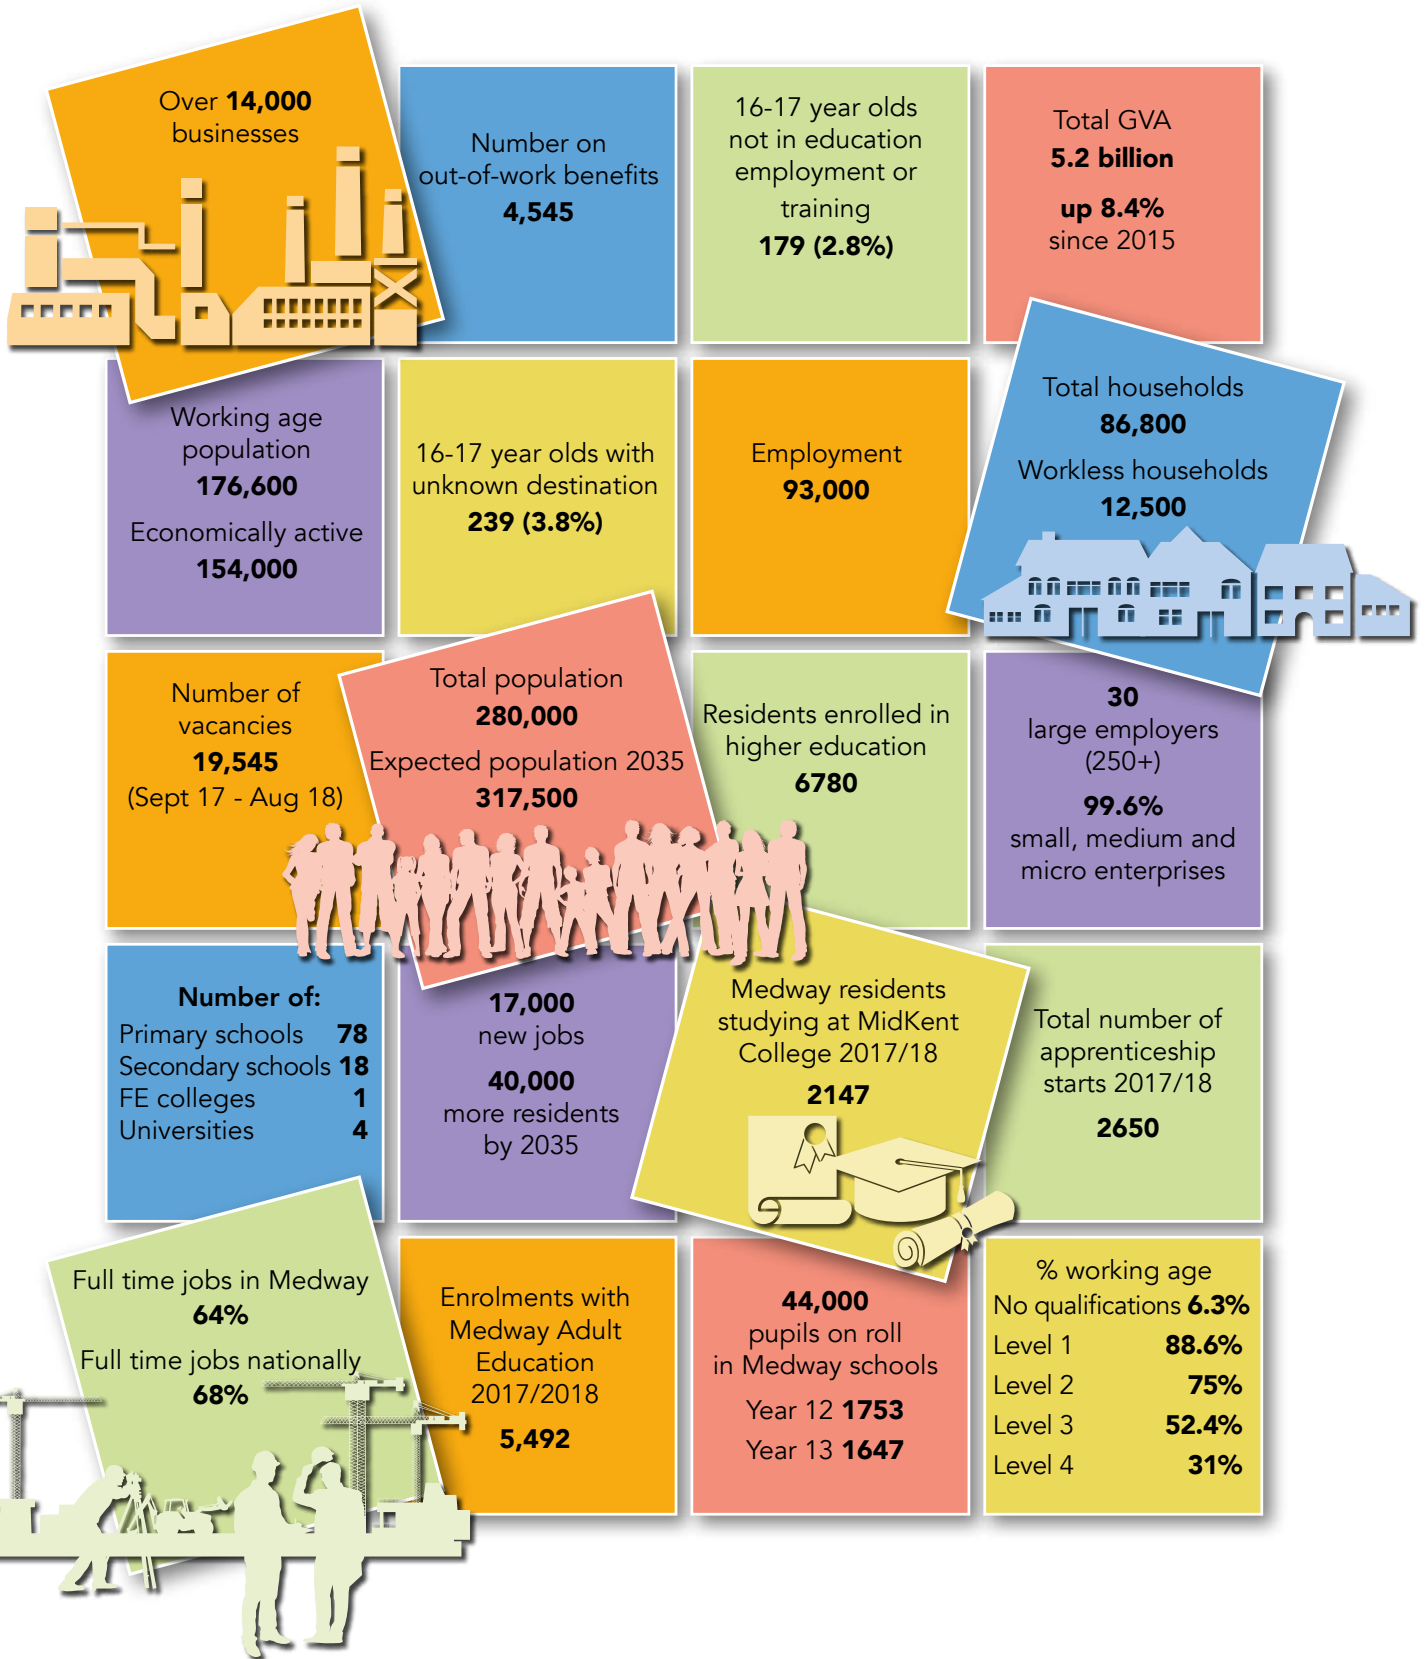 Over 14,000
businesses
Number on
out-of-work benefits
4,545
16-17 year olds
not in education
employment or
training
179 (2.8%)
Total GVA
5.2 billion
up 8.4%
since 2015
Working age
population
176,600
Economically active
154,000
16-17 year olds with
unknown destination
239 (3.8%)
Employment
93,000
Total households
86,800
Workless households
12,500
Number of
vacancies
19,545
(Sept 17 - Aug 18)
Total population
280,000
Expected population 2035
317,500
Residents enrolled in
higher education
6780
30
large employers
(250+)
99.6%
small, medium and
micro enterprises
Number of:
Primary schools 78
Secondary schools 18
FE colleges 1
Universities 4
17,000
new jobs
40,000
more residents
by 2035
Medway residents
studying at MidKent
College 2017/18
2147
Total number of
apprenticeship
starts 2017/18
2650
Full time jobs in Medway
64%
Full time jobs nationally
68%
Enrolments with
Medway Adult
Education
2017/2018
5,492
44,000
pupils on roll
in Medway schools
Year 12 1753
Year 13 1647
% working age
No qualifications 6.3%
Level 1 88.6%
Level 2 75%
Level 3 52.4%
Level 4 31%